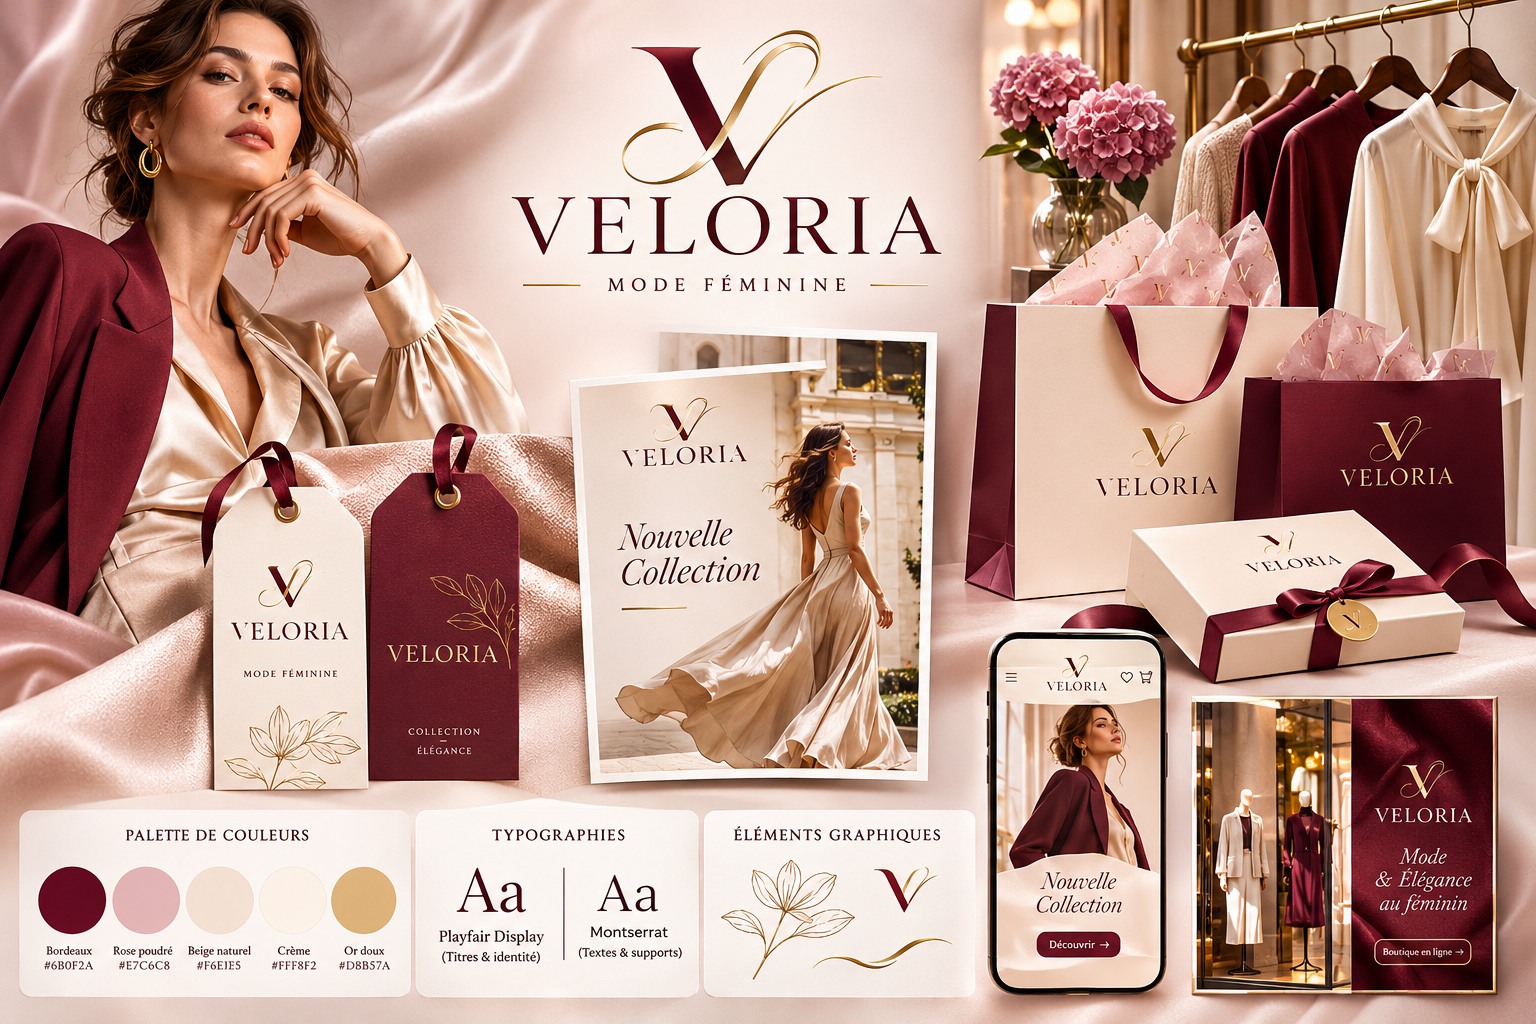 VELORIA
MODE FÉMININE
VELORIA
Nouvelle
Collection
VELORIA
MODE FÉMININE
VELORIA
COLLECTION
—
ÉLÉGANCE
VELORIA
VELORIA
VELORIA
VELORIA
Nouvelle
Collection
Découvrir →
VELORIA
Mode
& Élégance
au féminin
Boutique en ligne →
PALETTE DE COULEURS
Bordeaux
#6B0F2A
Rose poudré
#E7C6C8
Beige naturel
#F6E1E5
Crème
#FFF8F2
Or doux
#D8B57A
TYPOGRAPHIES
Aa
Playfair Display
(Titres & identité)
Aa
Montserrat
(Textes & supports)
ÉLÉMENTS GRAPHIQUES